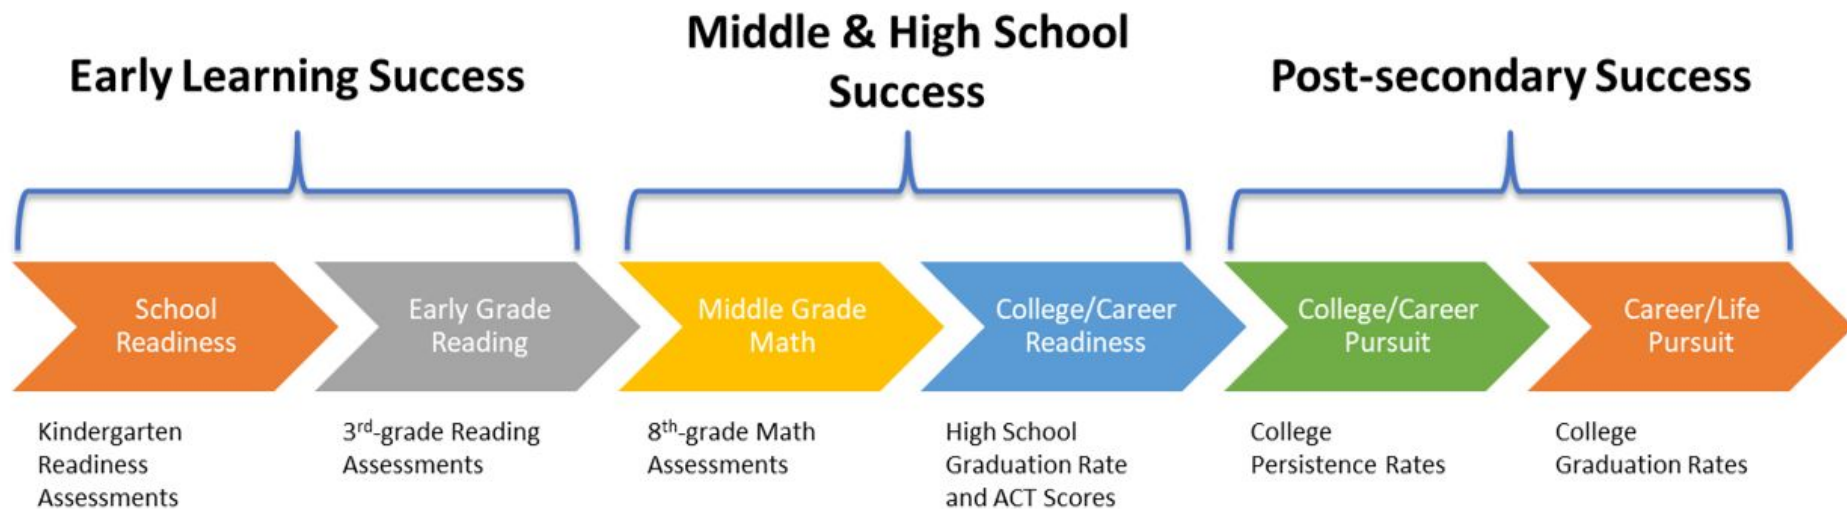 Early Learning Success
Middle & High School
Success
Post-secondary Success
School
Readiness
Early Grade
Reading
Middle Grade
Math
College/Career
Readiness
College/Career
Pursuit
Career/Life
Pursuit
Kindergarten
Readiness
Assessments
3rd-grade Reading
Assessments
8th-grade Math
Assessments
High School
Graduation Rate
and ACT Scores
College
Persistence Rates
College
Graduation Rates